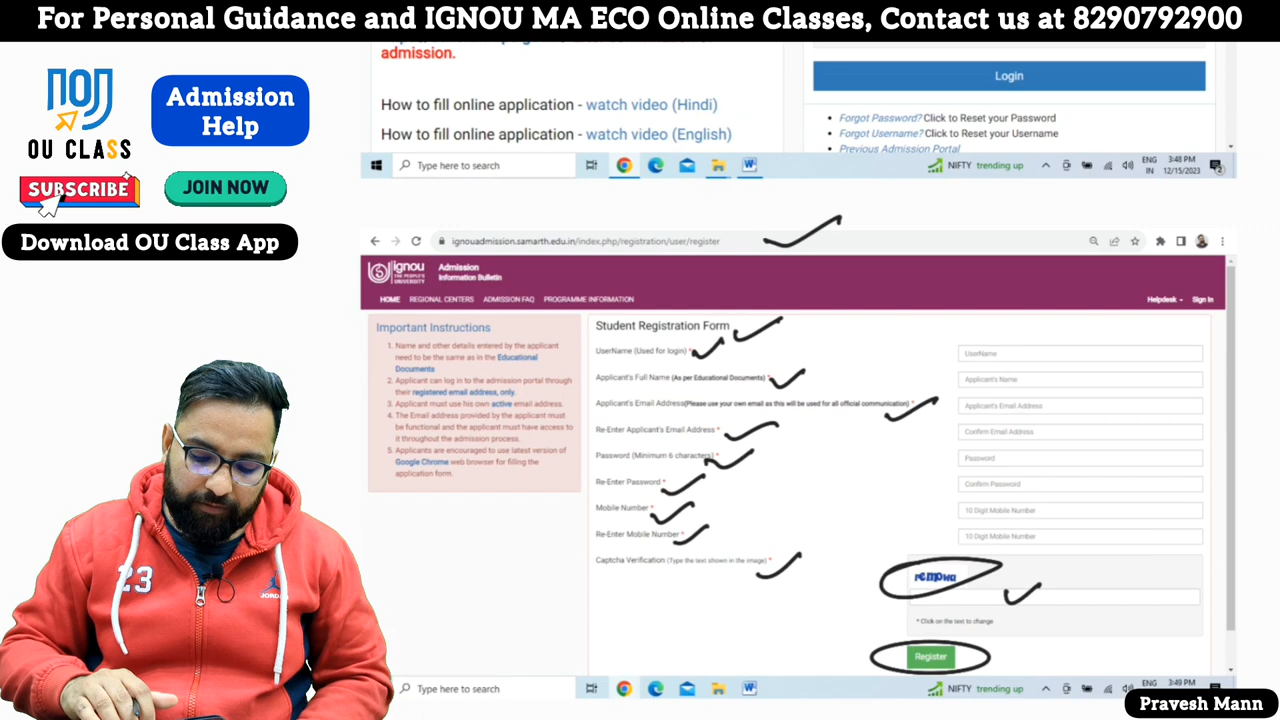 For Personal Guidance and IGNOU MA ECO Online Classes, Contact us at 8290792900
OU CLASS
Admission
Help
SUBSCRIBE
JOIN NOW
Download OU Class App
admission.
How to fill online application - watch video (Hindi)
How to fill online application - watch video (English)
Login
Forgot Password? Click to Reset your Password
Forgot Username? Click to Reset your Username
Previous Admission Portal
Type here to search
NIFTY trending up
ENG
IN
3:48 PM
12/15/2023
2
ignouadmission.samarth.edu.in/index.php/registration/user/register
ignou
THE PEOPLE'S
UNIVERSITY
Admission
Information Bulletin
HOME REGIONAL CENTERS ADMISSION FAQ PROGRAMME INFORMATION
Helpdesk Sign In
Important Instructions
1. Name and other details entered by the applicant
need to be the same as in the Educational
Documents
2. Applicant can log in to the admission portal through
their registered email address, only.
3. Applicant must use his own active email address.
4. The Email address provided by the applicant must
be functional and the applicant must have access to
it throughout the admission process.
5. Applicants are encouraged to use latest version of
Google Chrome web browser for filling the
application form.
Student Registration Form
UserName (Used for login) *
UserName
Applicant's Full Name (As per Educational Documents) *
Applicant's Name
Applicant's Email Address(Please use your own email as this will be used for all official communication) *
Applicant's Email Address
Re-Enter Applicant's Email Address *
Confirm Email Address
Password (Minimum 6 characters) *
Password
Re-Enter Password *
Confirm Password
Mobile Number *
10 Digit Mobile Number
Re-Enter Mobile Number *
10 Digit Mobile Number
Captcha Verification (Type the text shown in the image) *
* Click on the text to change
Register
Type here to search
NIFTY trending up
ENG
3:49 PM
23
JORDAN
Pravesh Mann